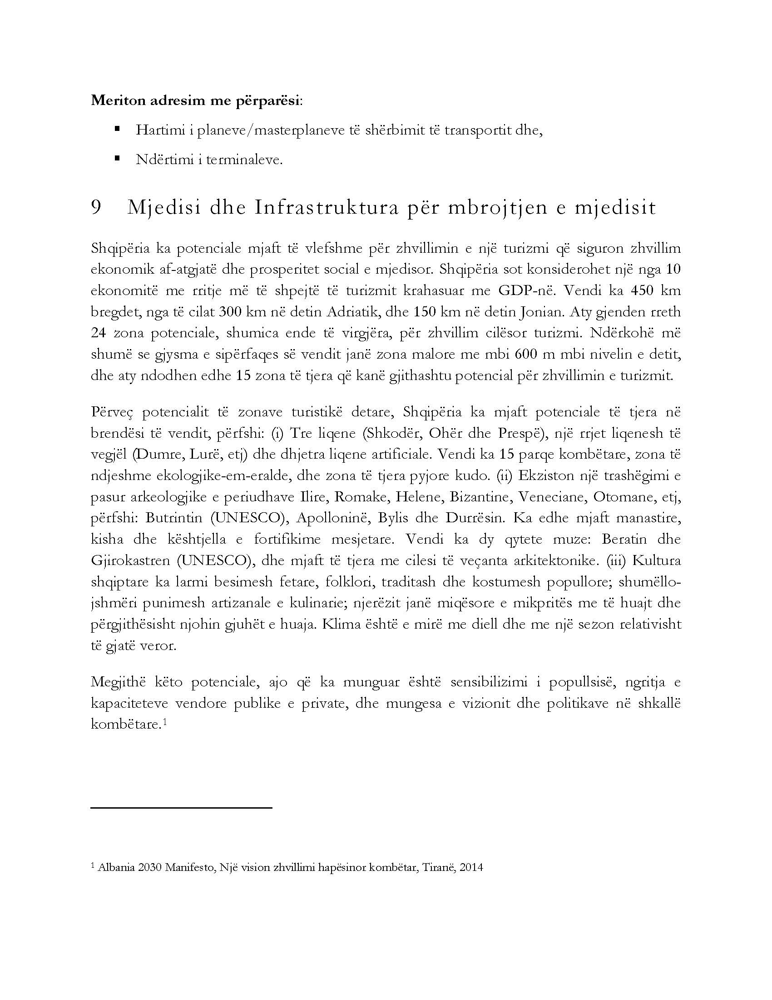 Meriton adresim me përparësi:
▪ Hartimi i planeve/masterplaneve të shërbimit të transportit dhe,
▪ Ndërtimi i terminaleve.
9 Mjedisi dhe Infrastruktura për mbrojtjen e mjedisit
Shqipëria ka potenciale mjaft të vlefshme për zhvillimin e një turizmi që siguron zhvillim
ekonomik af-atgjatë dhe prosperitet social e mjedisor. Shqipëria sot konsiderohet një nga 10
ekonomitë me rritje më të shpejtë të turizmit krahasuar me GDP-në. Vendi ka 450 km
bregdet, nga të cilat 300 km në detin Adriatik, dhe 150 km në detin Jonian. Aty gjenden rreth
24 zona potenciale, shumica ende të virgjëra, për zhvillim cilësor turizmi. Ndërkohë më
shumë se gjysma e sipërfaqes së vendit janë zona malore me mbi 600 m mbi nivelin e detit,
dhe aty ndodhen edhe 15 zona të tjera që kanë gjithashtu potencial për zhvillimin e turizmit.
Përveç potencialit të zonave turistikë detare, Shqipëria ka mjaft potenciale të tjera në
brendësi të vendit, përfshi: (i) Tre liqene (Shkodër, Ohër dhe Prespë), një rrjet liqenesh të
vegjël (Dumre, Lurë, etj) dhe dhjetra liqene artificiale. Vendi ka 15 parqe kombëtare, zona të
ndjeshme ekologjike-em-eralde, dhe zona të tjera pyjore kudo. (ii) Ekziston një trashëgimi e
pasur arkeologjike e periudhave Ilire, Romake, Helene, Bizantine, Veneciane, Otomane, etj,
përfshi: Butrintin (UNESCO), Apolloninë, Bylis dhe Durrësin. Ka edhe mjaft manastire,
kisha dhe kështjella e fortifikime mesjetare. Vendi ka dy qytete muze: Beratin dhe
Gjirokastren (UNESCO), dhe mjaft të tjera me cilesi të veçanta arkitektonike. (iii) Kultura
shqiptare ka larmi besimesh fetare, folklori, traditash dhe kostumesh popullore; shumëllo-
jshmëri punimesh artizanale e kulinarie; njerëzit janë miqësore e mikpritës me të huajt dhe
përgjithësisht njohin gjuhët e huaja. Klima është e mirë me diell dhe me një sezon relativisht
të gjatë veror.
Megjithë këto potenciale, ajo që ka munguar është sensibilizimi i popullsisë, ngritja e
kapaciteteve vendore publike e private, dhe mungesa e vizionit dhe politikave në shkallë
kombëtare.¹
¹ Albania 2030 Manifesto, Një vision zhvillimi hapësinor kombëtar, Tiranë, 2014